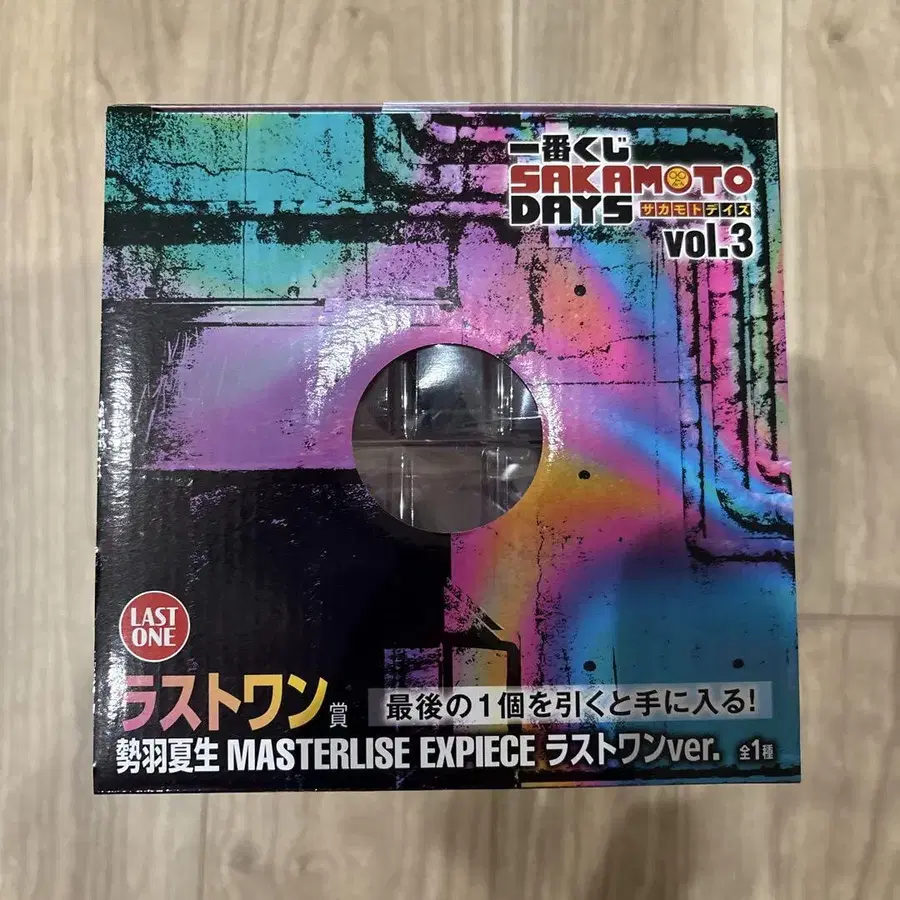 一番くじ
SAKAMOTO
DAYS サカモトデイズ
vol.3
LAST
ONE
ラストワン賞 最後の1個を引くと手に入る!
勢羽夏生 MASTERLISE EXPIECE ラストワンver. 全1種